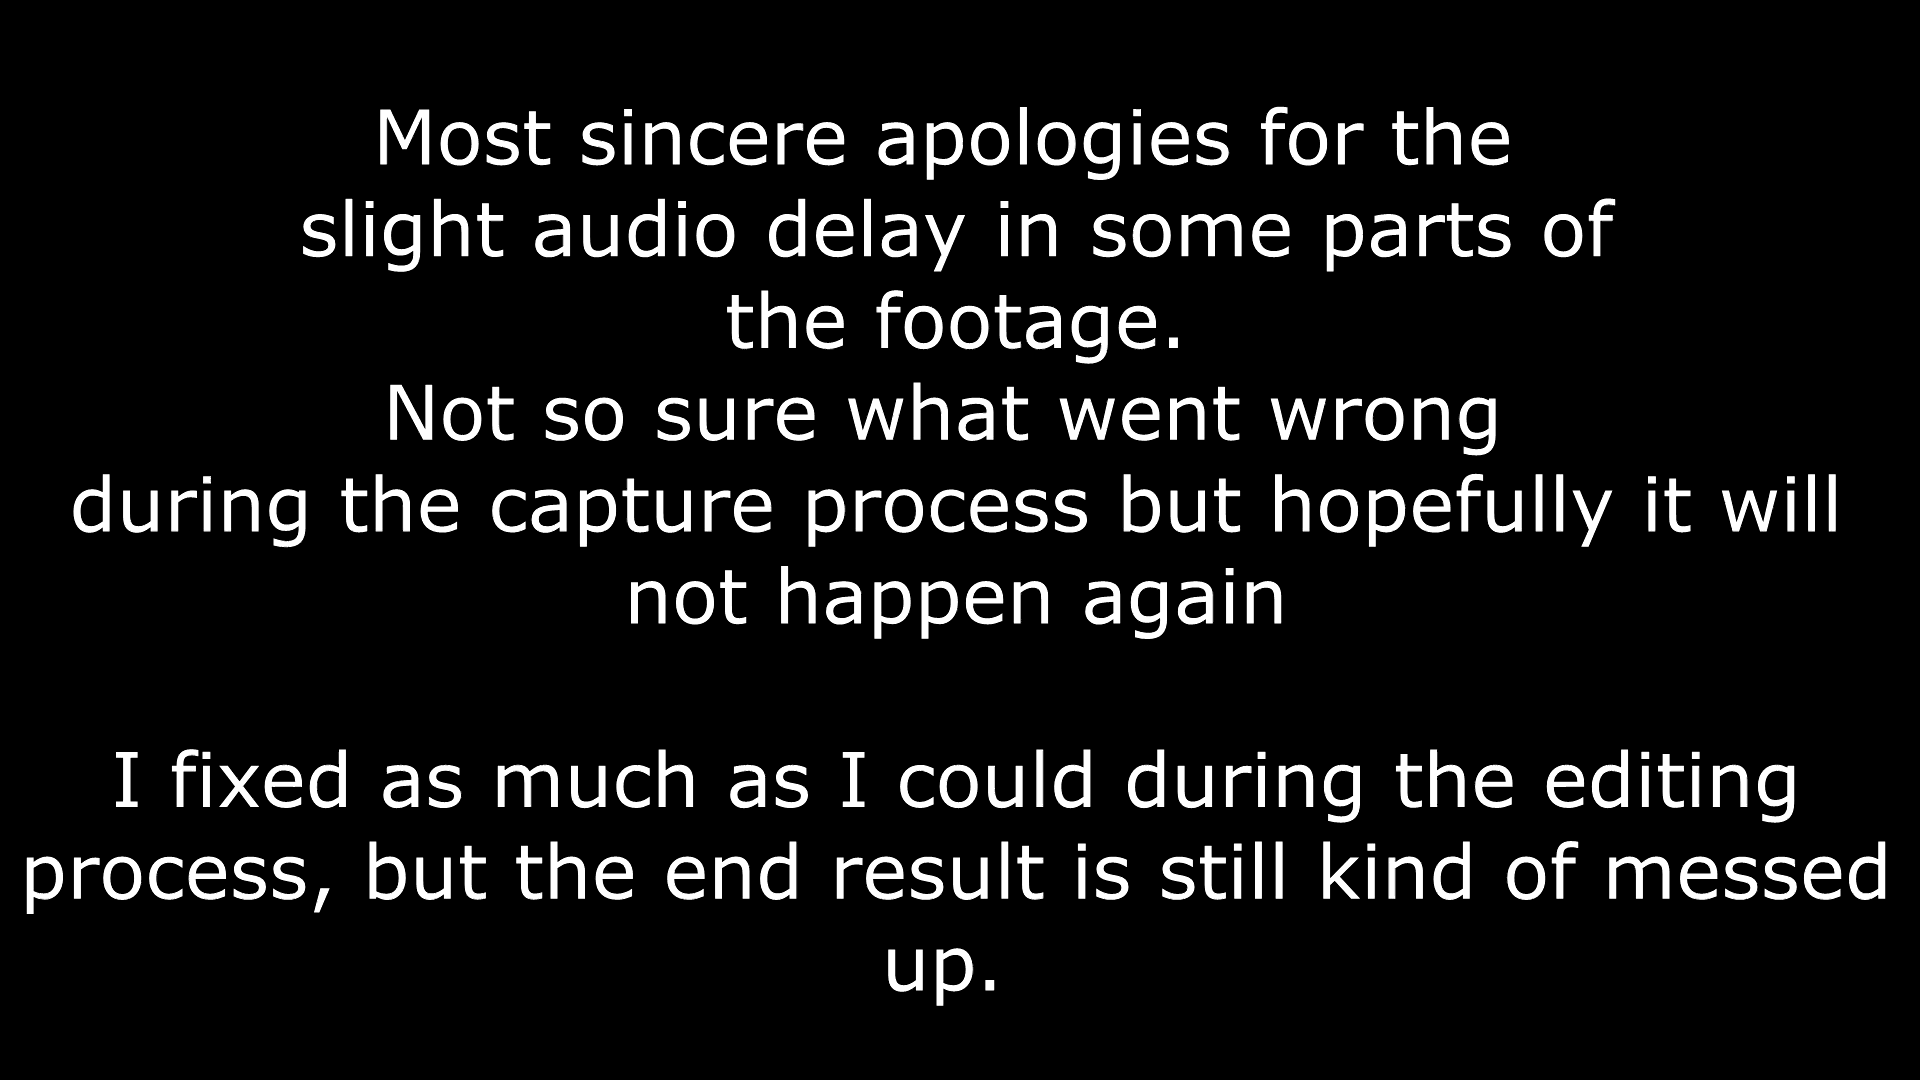 Most sincere apologies for the
slight audio delay in some parts of
the footage.
Not so sure what went wrong
during the capture process but hopefully it will
not happen again
I fixed as much as I could during the editing
process, but the end result is still kind of messed
up.